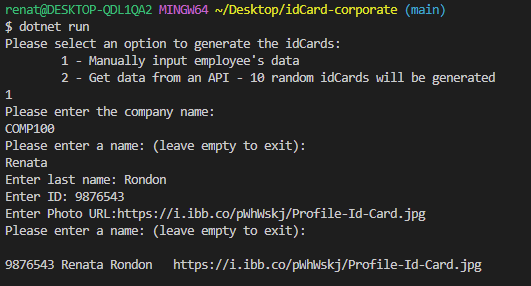 renat@DESKTOP-QDL1QA2 MINGW64 ~/Desktop/idCard-corporate (main)
$ dotnet run
Please select an option to generate the idCards:
1 - Manually input employee's data
2 - Get data from an API - 10 random idCards will be generated
1
Please enter the company name:
COMP100
Please enter a name: (leave empty to exit):
Renata
Enter last name: Rondon
Enter ID: 9876543
Enter Photo URL:https://i.ibb.co/pWhWskj/Profile-Id-Card.jpg
Please enter a name: (leave empty to exit):
9876543 Renata Rondon https://i.ibb.co/pWhWskj/Profile-Id-Card.jpg